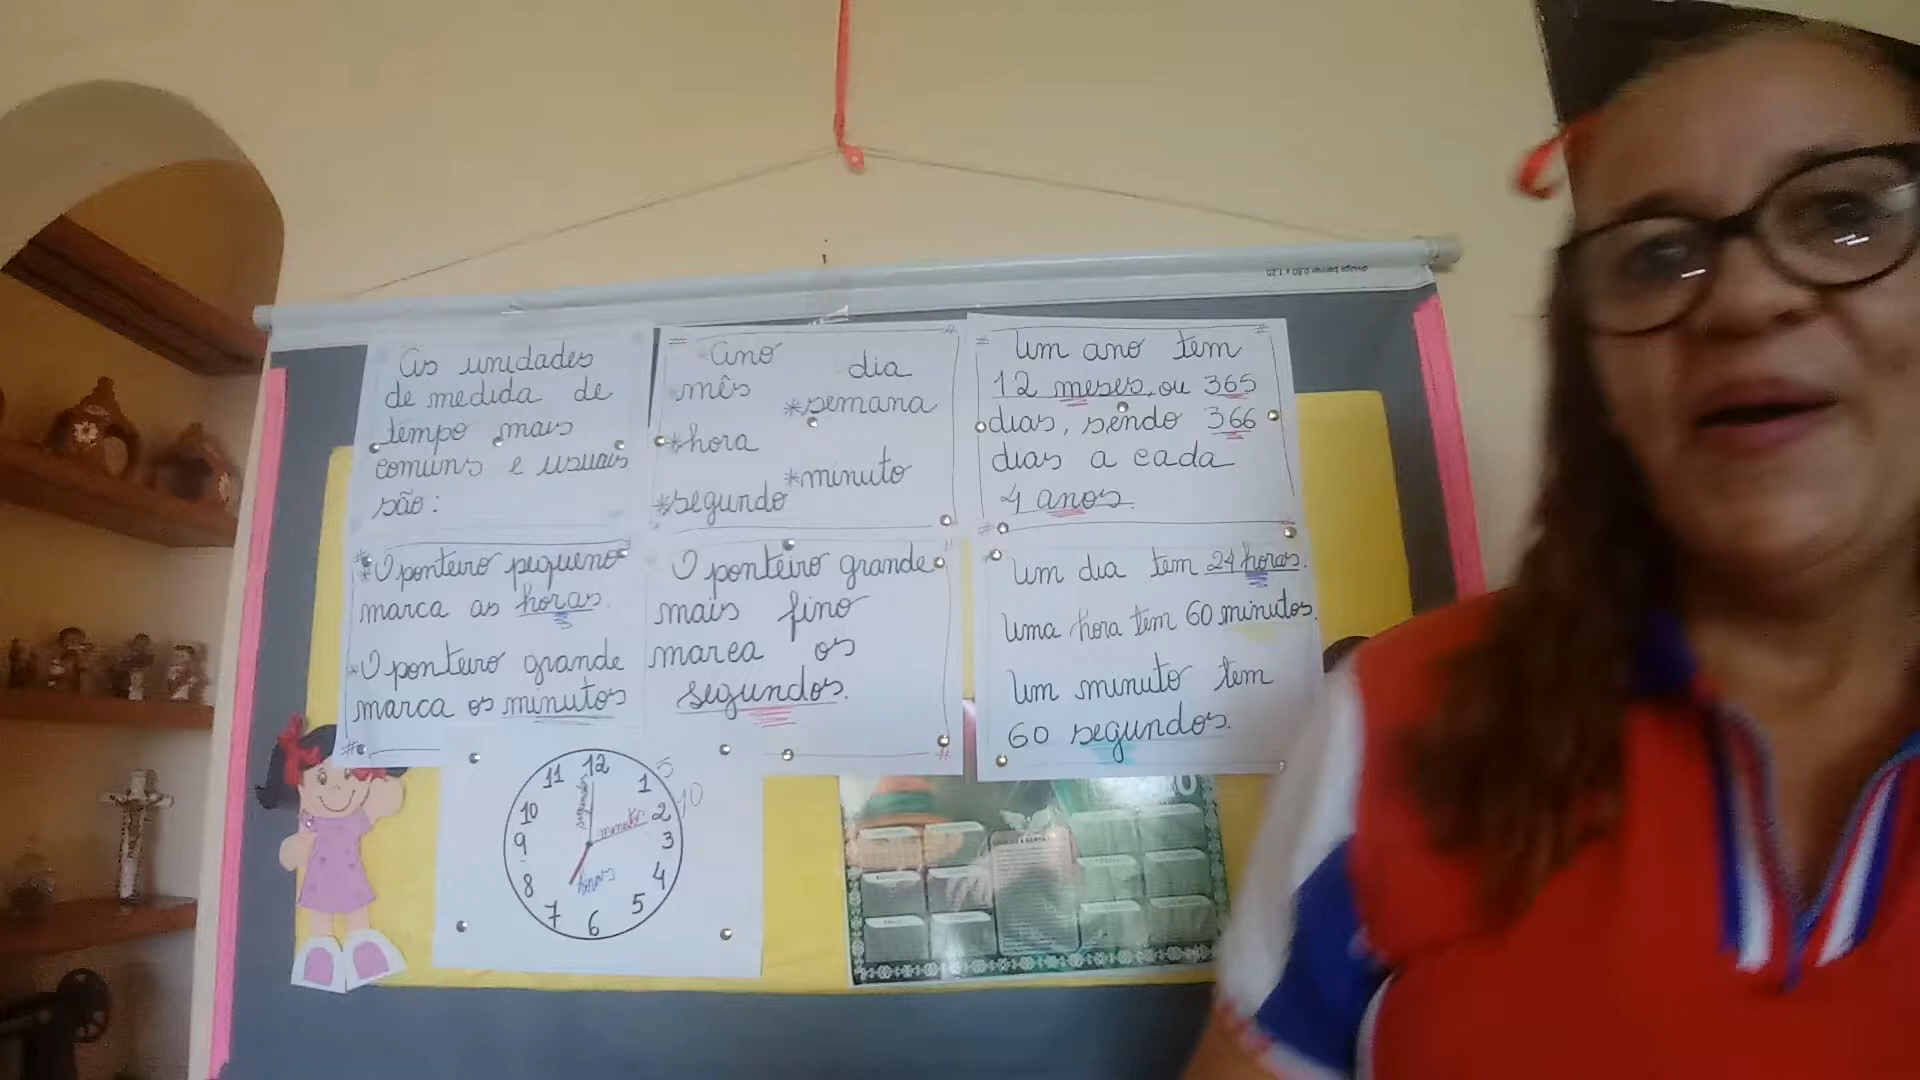 As unidades
de medida de
tempo mais
comuns e usuais
são:
ano
dia
mês
*semana
*hora
*minuto
*segundo
Um ano tem
12 meses, ou 365
dias, sendo 366
dias a cada
4 anos.
*O ponteiro pequeno
marca as horas.
*O ponteiro grande
marca os minutos
O ponteiro grande
mais fino
marca os
segundos.
Um dia tem 24 horas.
Uma hora tem 60 minutos.
Um minuto tem
60 segundos.
12
1
2
3
4
5
6
7
8
9
10
11
5
10
segundos
minutos
horas